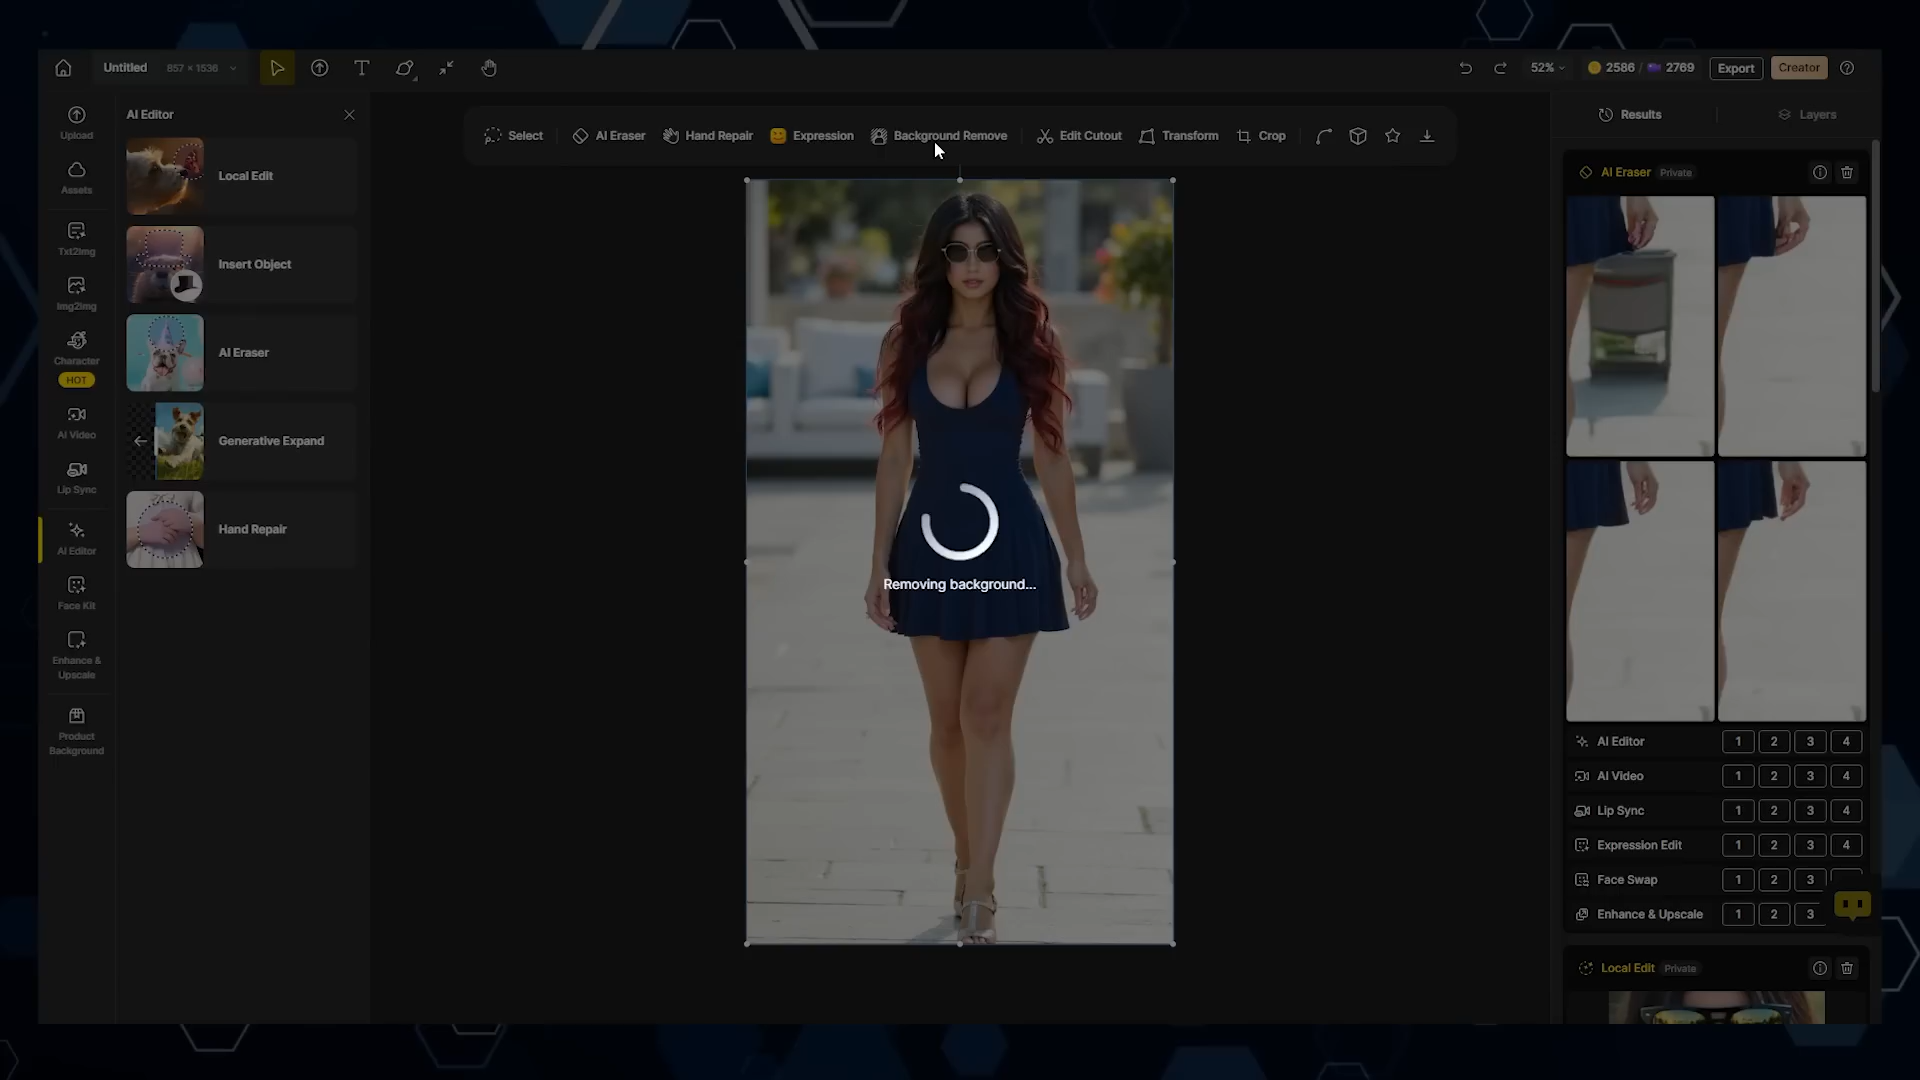 Untitled
857 × 1536
52%
2586 / 2769
Export
Creator
Upload
Assets
Txt2Img
Img2Img
Character
HOT
AI Video
Lip Sync
AI Editor
Face Kit
Enhance &
Upscale
Product
Background
AI Editor
Local Edit
Insert Object
AI Eraser
Generative Expand
Hand Repair
Select
AI Eraser
Hand Repair
Expression
Background Remove
Edit Cutout
Transform
Crop
Removing background...
Results
Layers
AI Eraser Private
AI Editor 1 2 3 4
AI Video 1 2 3 4
Lip Sync 1 2 3 4
Expression Edit 1 2 3 4
Face Swap 1 2 3
Enhance & Upscale 1 2 3
Local Edit Private